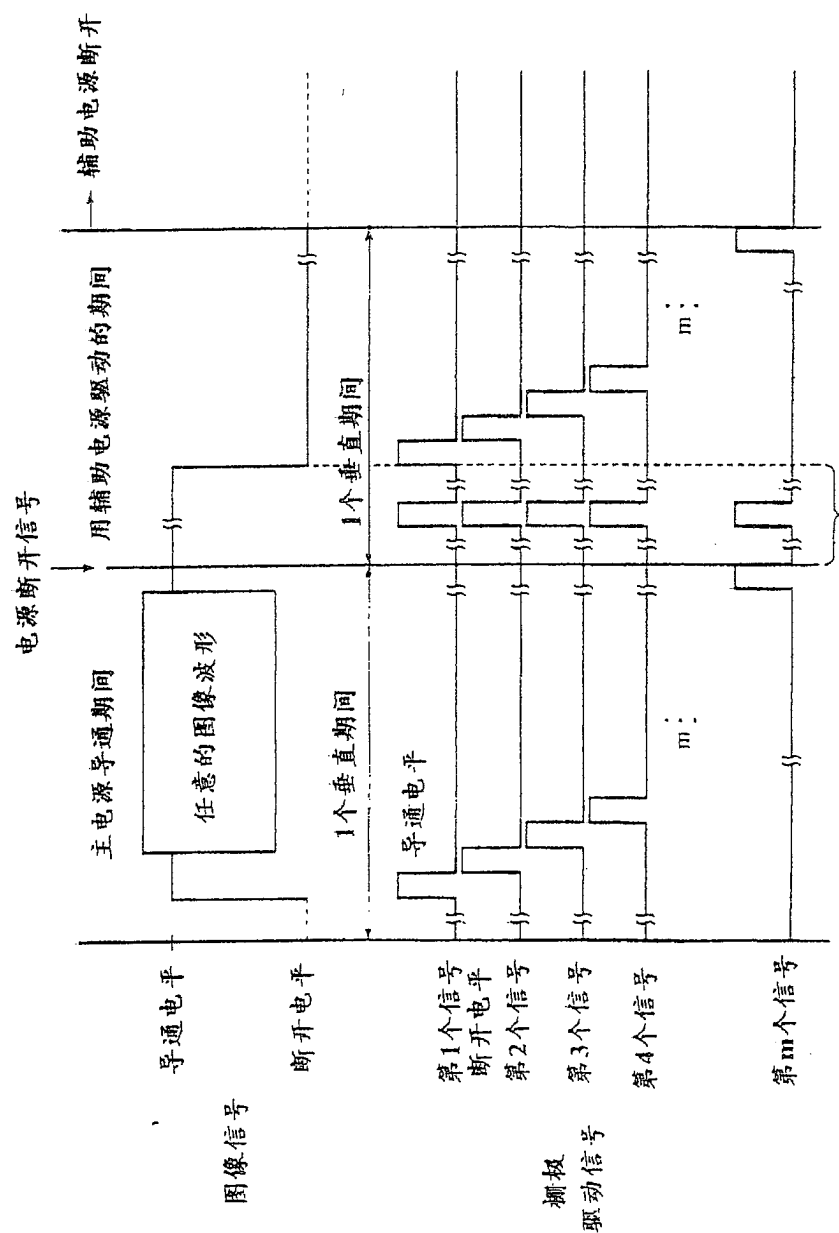 电源断开信号
主电源导通期间
用辅助电源驱动的期间
辅助电源断开
图像信号
导通电平
任意的图像波形
断开电平
1个垂直期间
1个垂直期间
栅极
驱动信号
导通电平
第1个信号
断开电平
第2个信号
第3个信号
第4个信号
m
m
第m个信号